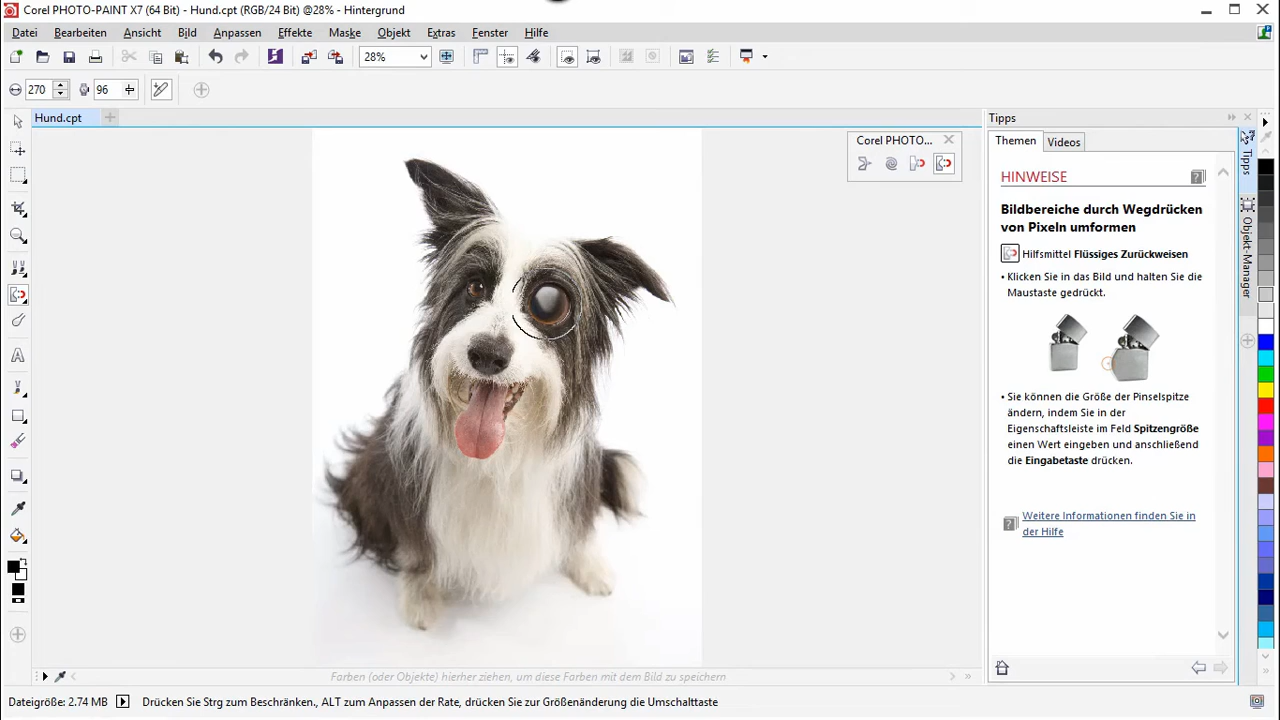 Corel PHOTO-PAINT X7 (64 Bit) - Hund.cpt (RGB/24 Bit) @28% - Hintergrund
Datei Bearbeiten Ansicht Bild Anpassen Effekte Maske Objekt Extras Fenster Hilfe
28%
270 96
Hund.cpt
Corel PHOTO...
Tipps
Themen Videos
HINWEISE
Bildbereiche durch Wegdrücken
von Pixeln umformen
Hilfsmittel Flüssiges Zurückweisen
• Klicken Sie in das Bild und halten Sie die
Maustaste gedrückt.
• Sie können die Größe der Pinselspitze
ändern, indem Sie in der
Eigenschaftsleiste im Feld Spitzengröße
einen Wert eingeben und anschließend
die Eingabetaste drücken.
Weitere Informationen finden Sie in
der Hilfe
Tipps
Objekt-Manager
Farben (oder Objekte) hierher ziehen, um diese Farben mit dem Bild zu speichern
Dateigröße: 2.74 MB Drücken Sie Strg zum Beschränken., ALT zum Anpassen der Rate, drücken Sie zur Größenänderung die Umschalttaste